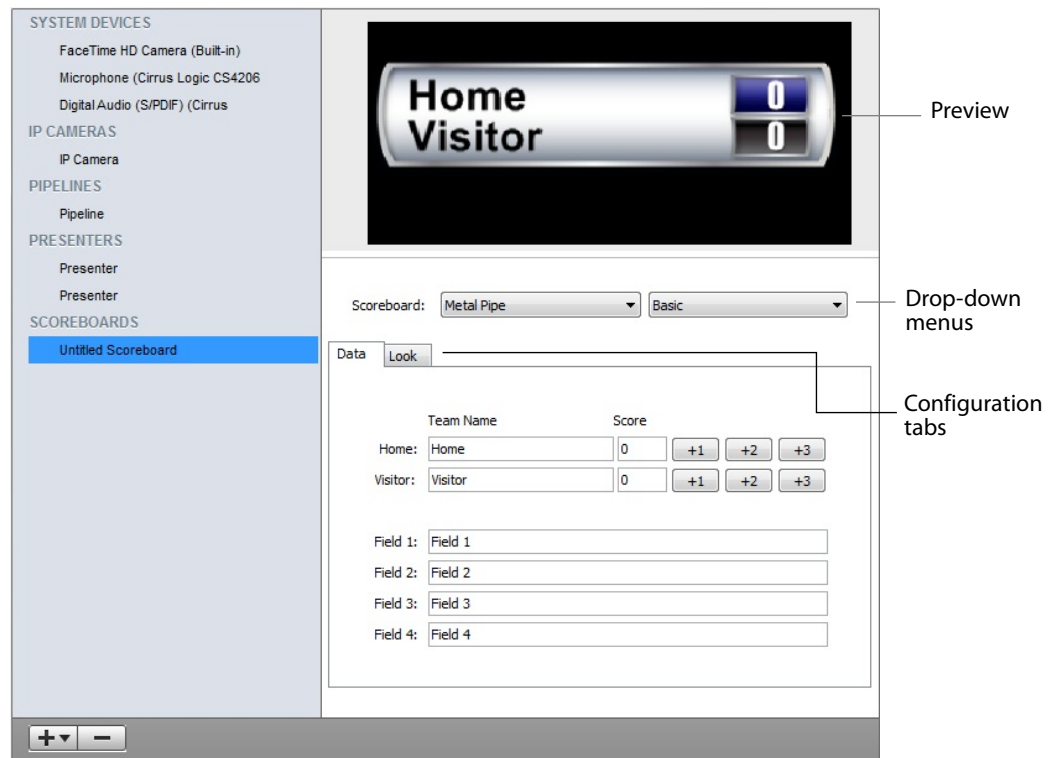 SYSTEM DEVICES
FaceTime HD Camera (Built-in)
Microphone (Cirrus Logic CS4206
Digital Audio (S/PDIF) (Cirrus
IP CAMERAS
IP Camera
PIPELINES
Pipeline
PRESENTERS
Presenter
Presenter
SCOREBOARDS
Untitled Scoreboard
Home 0
Visitor 0
Preview
Scoreboard: Metal Pipe Basic
Drop-down
menus
Data Look
Configuration
tabs
Team Name Score
Home: Home 0 +1 +2 +3
Visitor: Visitor 0 +1 +2 +3
Field 1: Field 1
Field 2: Field 2
Field 3: Field 3
Field 4: Field 4